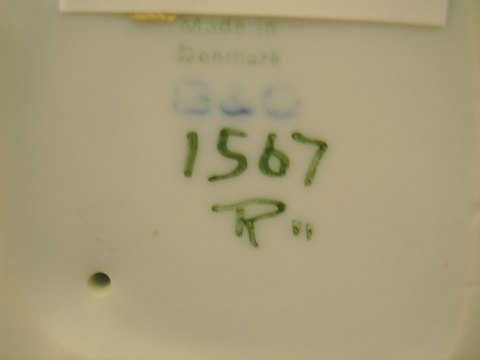 Made in
Denmark
B&G
1567
R "